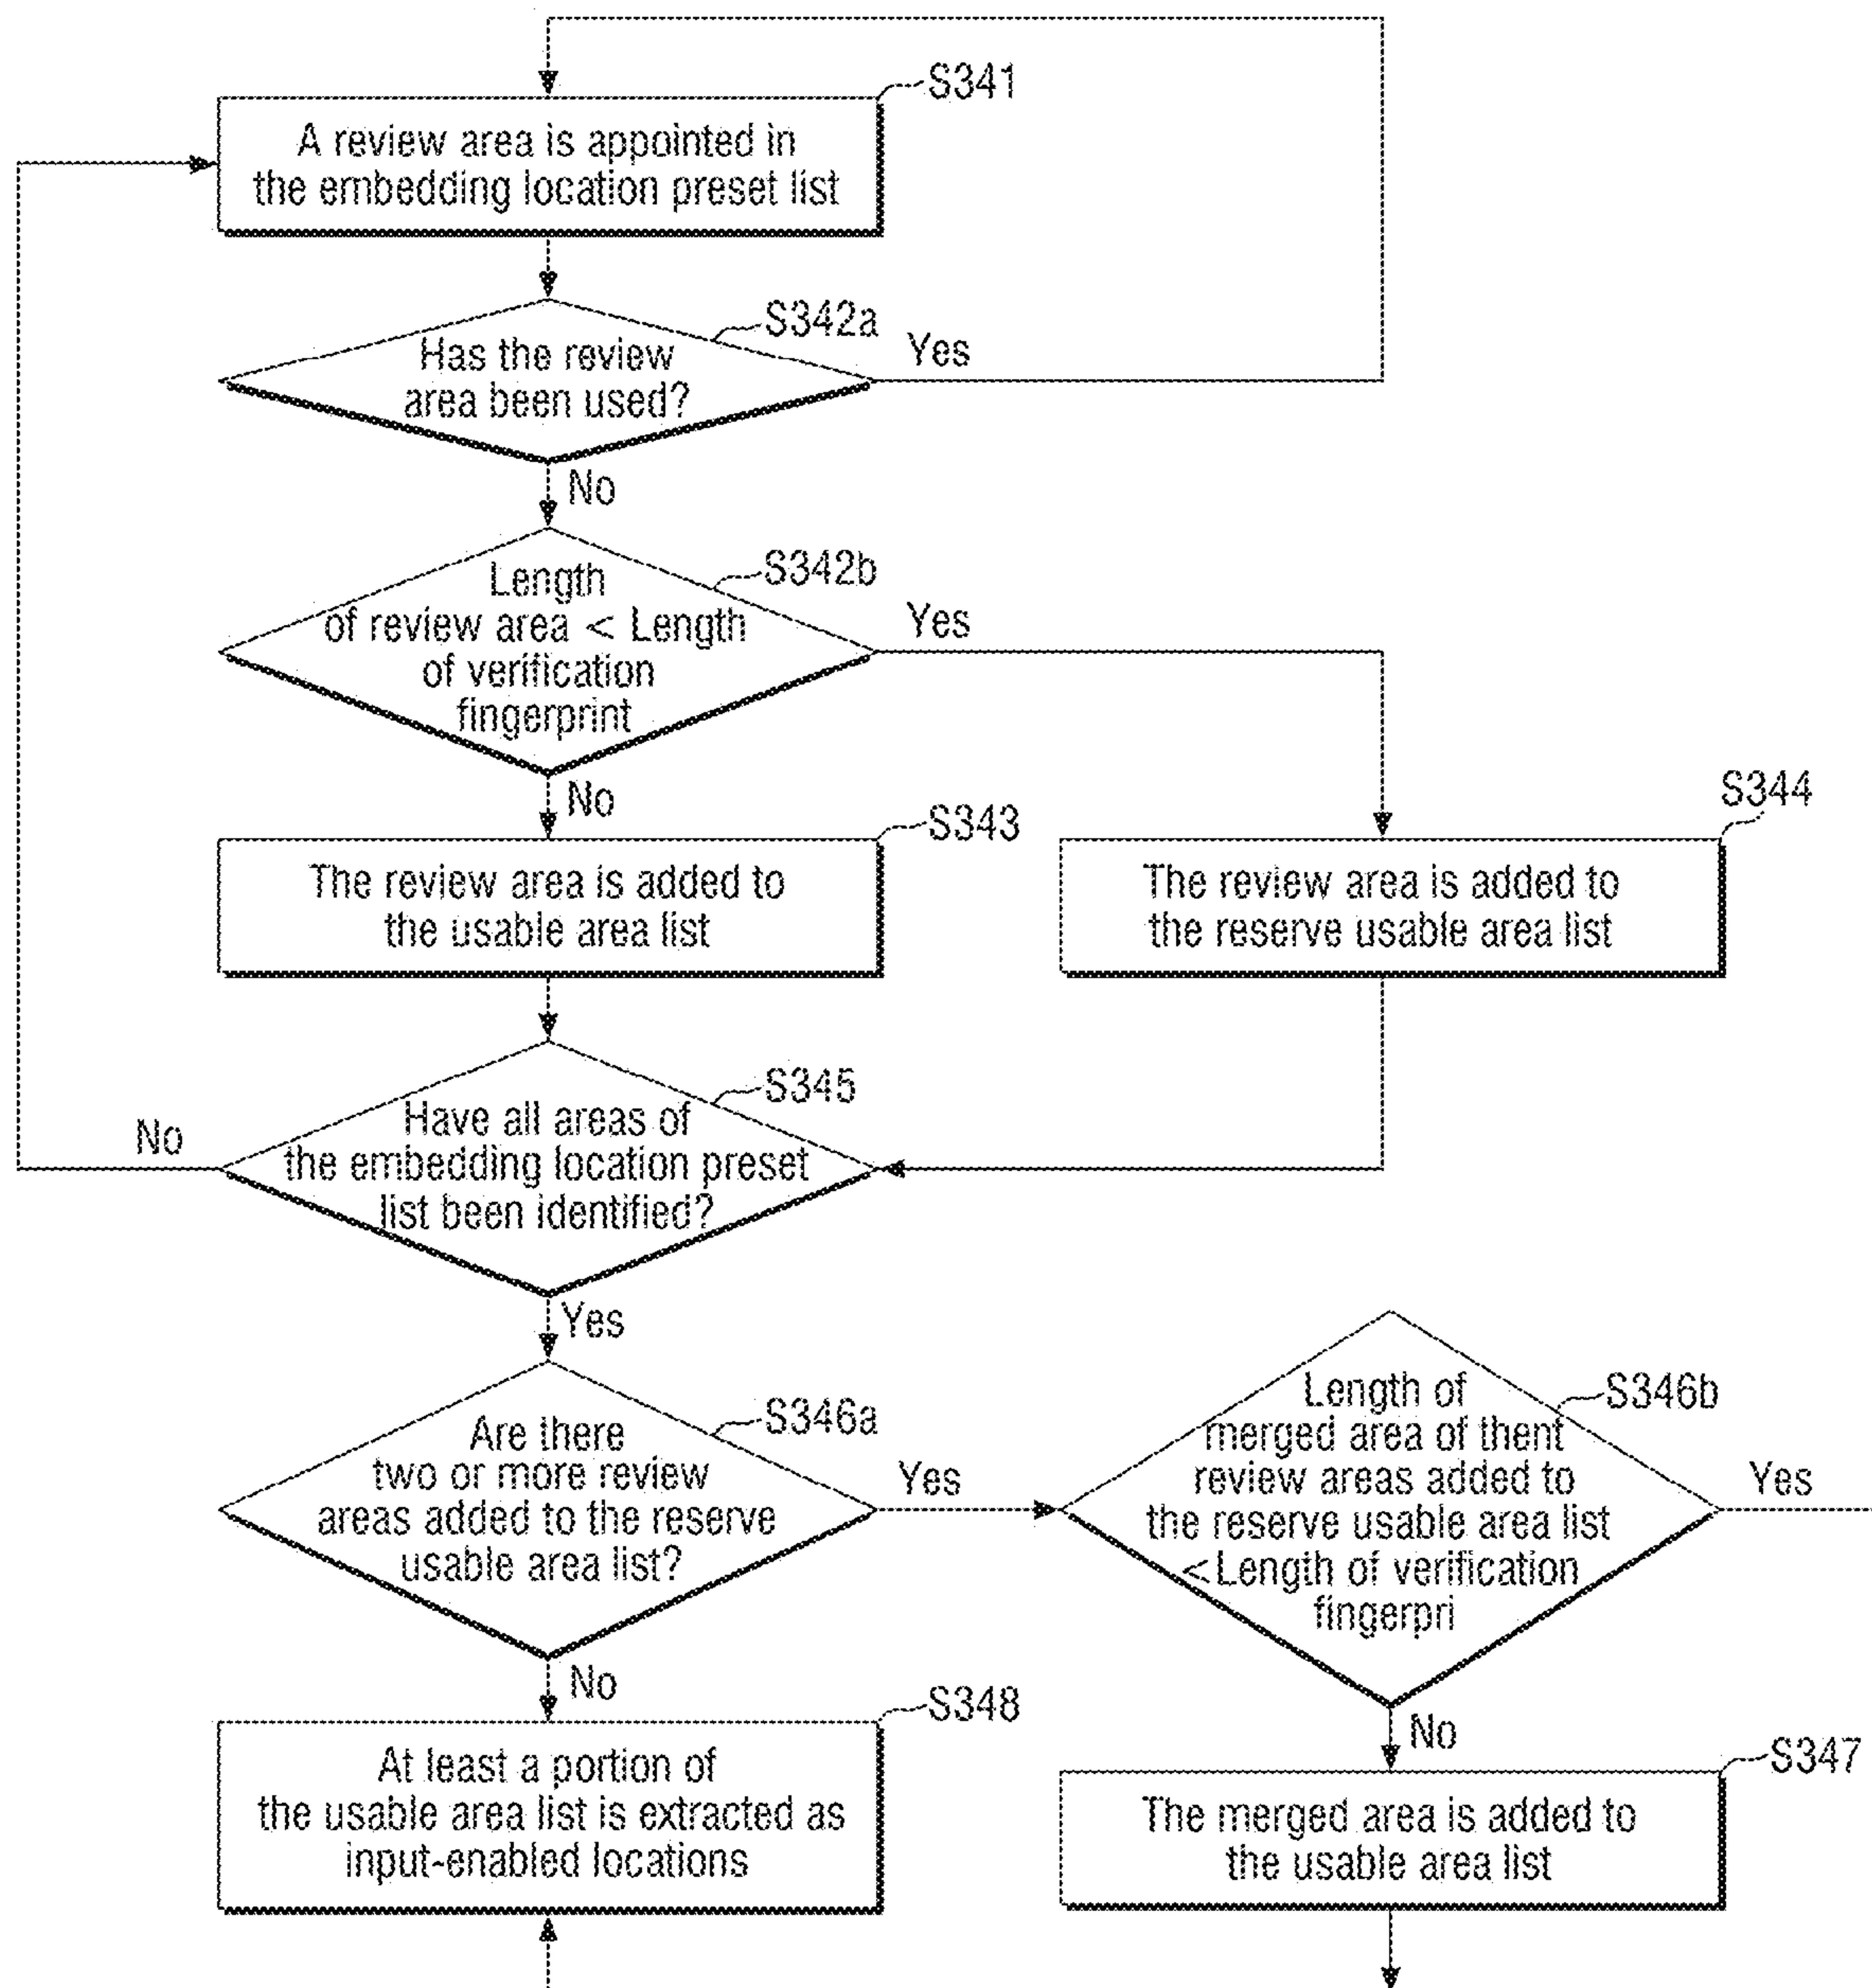 S341
A review area is appointed in
the embedding location preset list
S342a
Has the review
area been used?
Yes
No
S342b
Length
of review area < Length
of verification
fingerprint
Yes
No
S343
The review area is added to
the usable area list
S344
The review area is added to
the reserve usable area list
S345
Have all areas of
the embedding location preset
list been identified?
No
Yes
S346a
Are there
two or more review
areas added to the reserve
usable area list?
Yes
No
S346b
Length of
merged area of thent
review areas added to
the reserve usable area list
<Length of verification
fingerpri
Yes
No
S348
At least a portion of
the usable area list is extracted as
input-enabled locations
S347
The merged area is added to
the usable area list